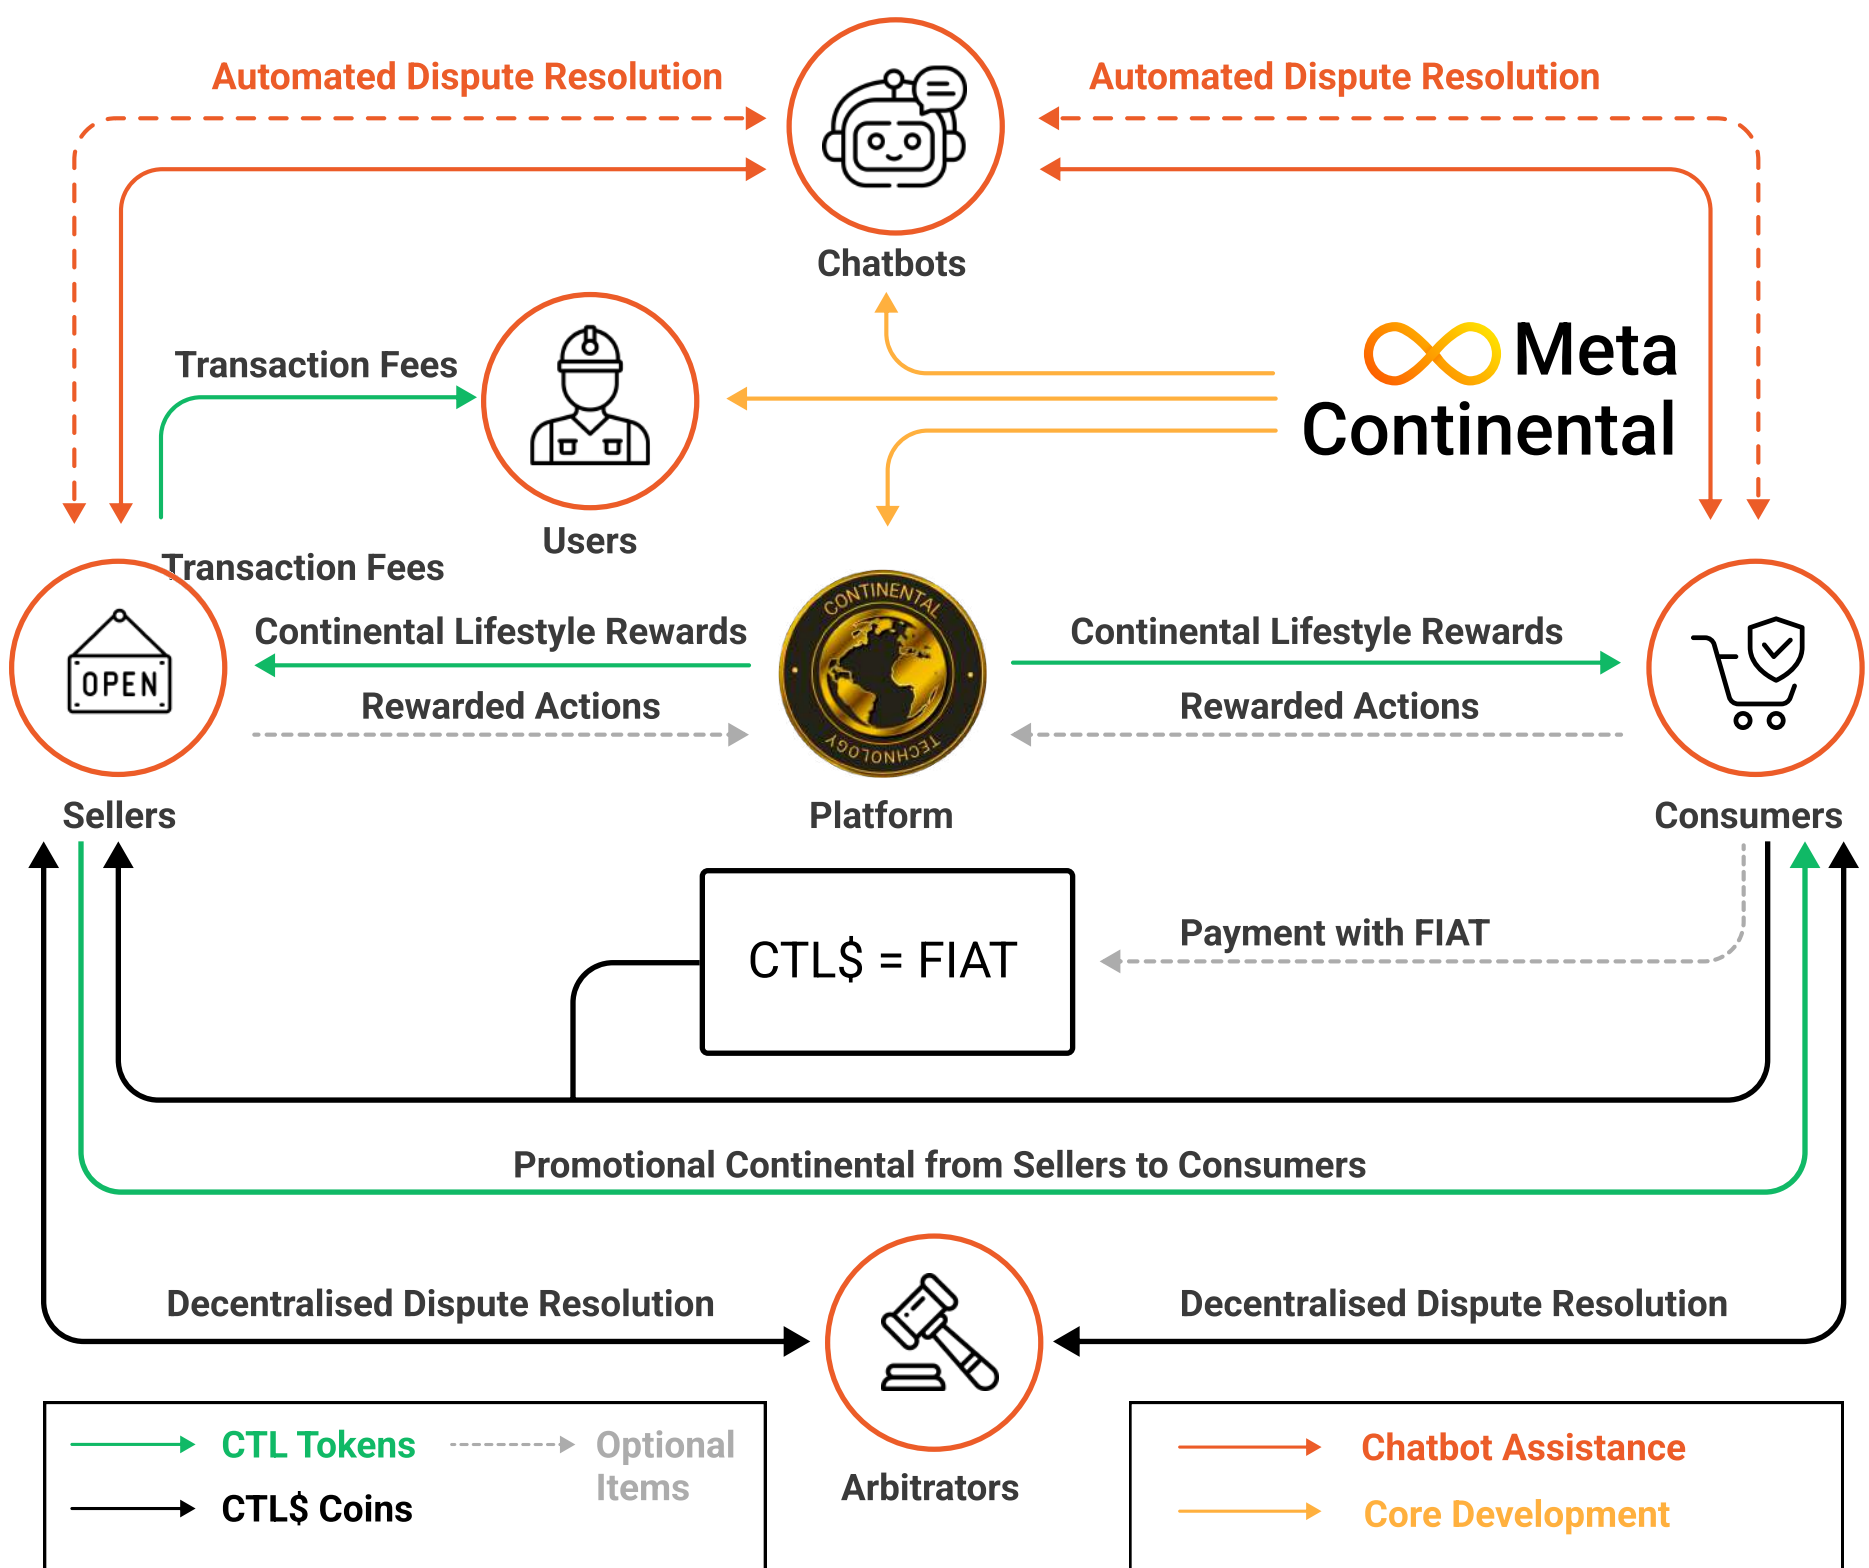 Automated Dispute Resolution
Automated Dispute Resolution
Chatbots
Transaction Fees
Meta
Continental
Users
Transaction Fees
CONTINENTAL
TECHNOLOGY
OPEN
Continental Lifestyle Rewards
Continental Lifestyle Rewards
Rewarded Actions
Rewarded Actions
Sellers
Platform
Consumers
Payment with FIAT
CTL$ = FIAT
Promotional Continental from Sellers to Consumers
Decentralised Dispute Resolution
Decentralised Dispute Resolution
Arbitrators
CTL Tokens
Optional
Items
CTL$ Coins
Chatbot Assistance
Core Development